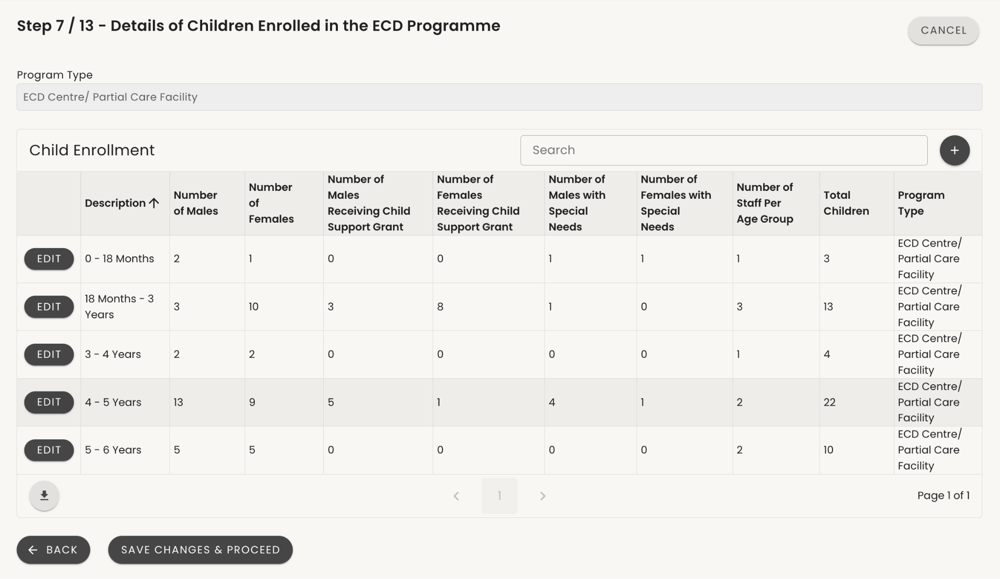 Step 7 / 13 - Details of Children Enrolled in the ECD Programme
CANCEL
Program Type
ECD Centre/ Partial Care Facility
Child Enrollment
Search
+
Description
Number
of Males
Number
of
Females
Number of
Males
Receiving Child
Support Grant
Number of
Females
Receiving Child
Support Grant
Number of
Males with
Special
Needs
Number of
Females with
Special
Needs
Number of
Staff Per
Age Group
Total
Children
Program
Type
EDIT
0 - 18 Months
2
1
0
0
1
1
1
3
ECD Centre/
Partial Care
Facility
EDIT
18 Months - 3
Years
3
10
3
8
1
0
3
13
ECD Centre/
Partial Care
Facility
EDIT
3 - 4 Years
2
2
0
0
0
0
1
4
ECD Centre/
Partial Care
Facility
EDIT
4 - 5 Years
13
9
5
1
4
1
2
22
ECD Centre/
Partial Care
Facility
EDIT
5 - 6 Years
5
5
0
0
0
0
2
10
ECD Centre/
Partial Care
Facility
1
Page 1 of 1
BACK
SAVE CHANGES & PROCEED